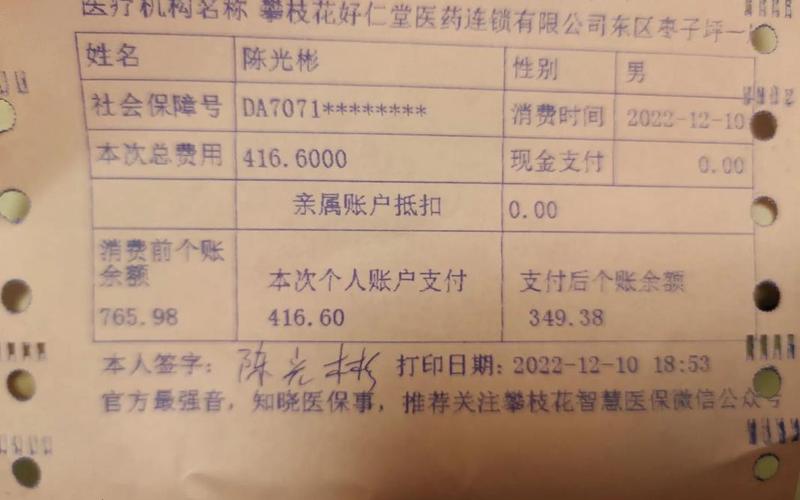 医疗机构名称 攀枝花好仁堂医药连锁有限公司东区枣子坪一
姓名 陈光彬 性别 男
社会保障号 DA7071******** 消费时间 2022-12-10
本次总费用 416.6000 现金支付 0.00
亲属账户抵扣 0.00
消费前个账余额 765.98 本次个人账户支付 416.60 支付后个账余额 349.38
本人签字: 陈光彬 打印日期: 2022-12-10 18:53
官方最强音, 知晓医保事, 推荐关注攀枝花智慧医保微信公众号